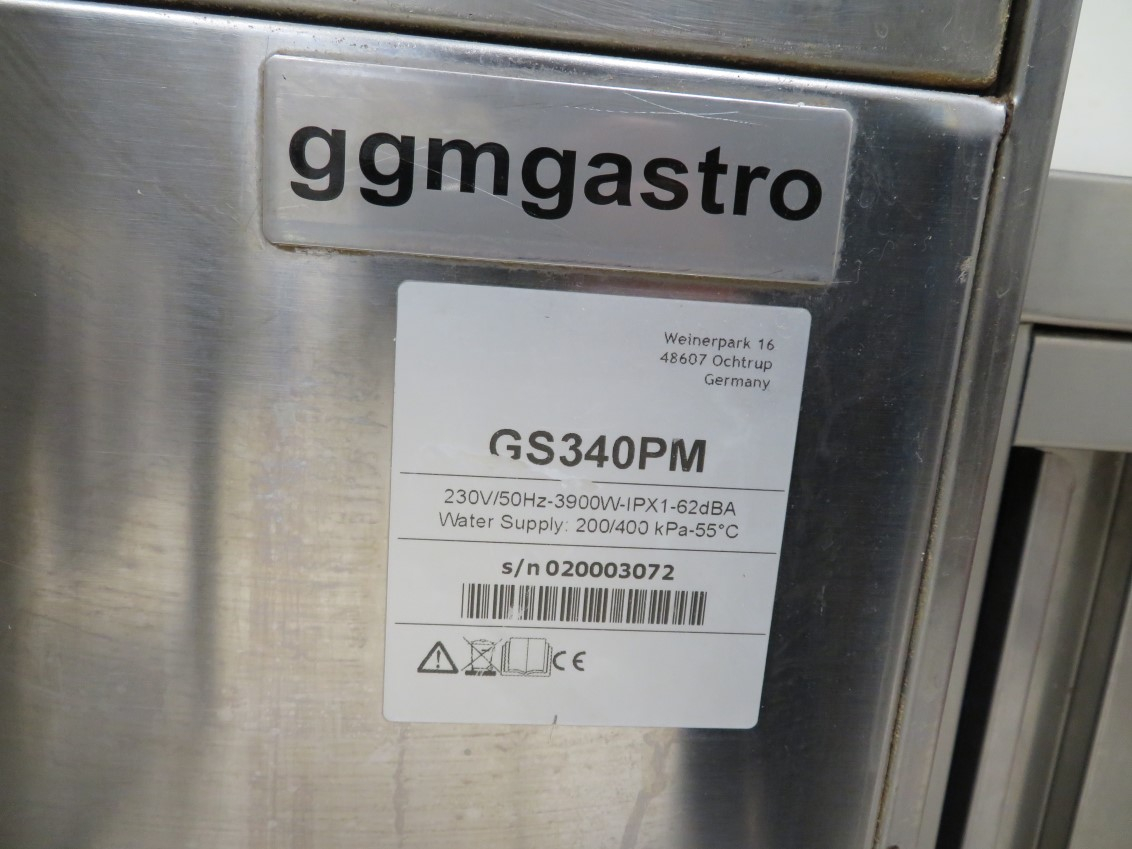 ggmgastro
Weinerpark 16
48607 Ochtrup
Germany
GS340PM
230V/50Hz-3900W-IPX1-62dBA
Water Supply: 200/400 kPa-55°C
s/n 020003072
CE